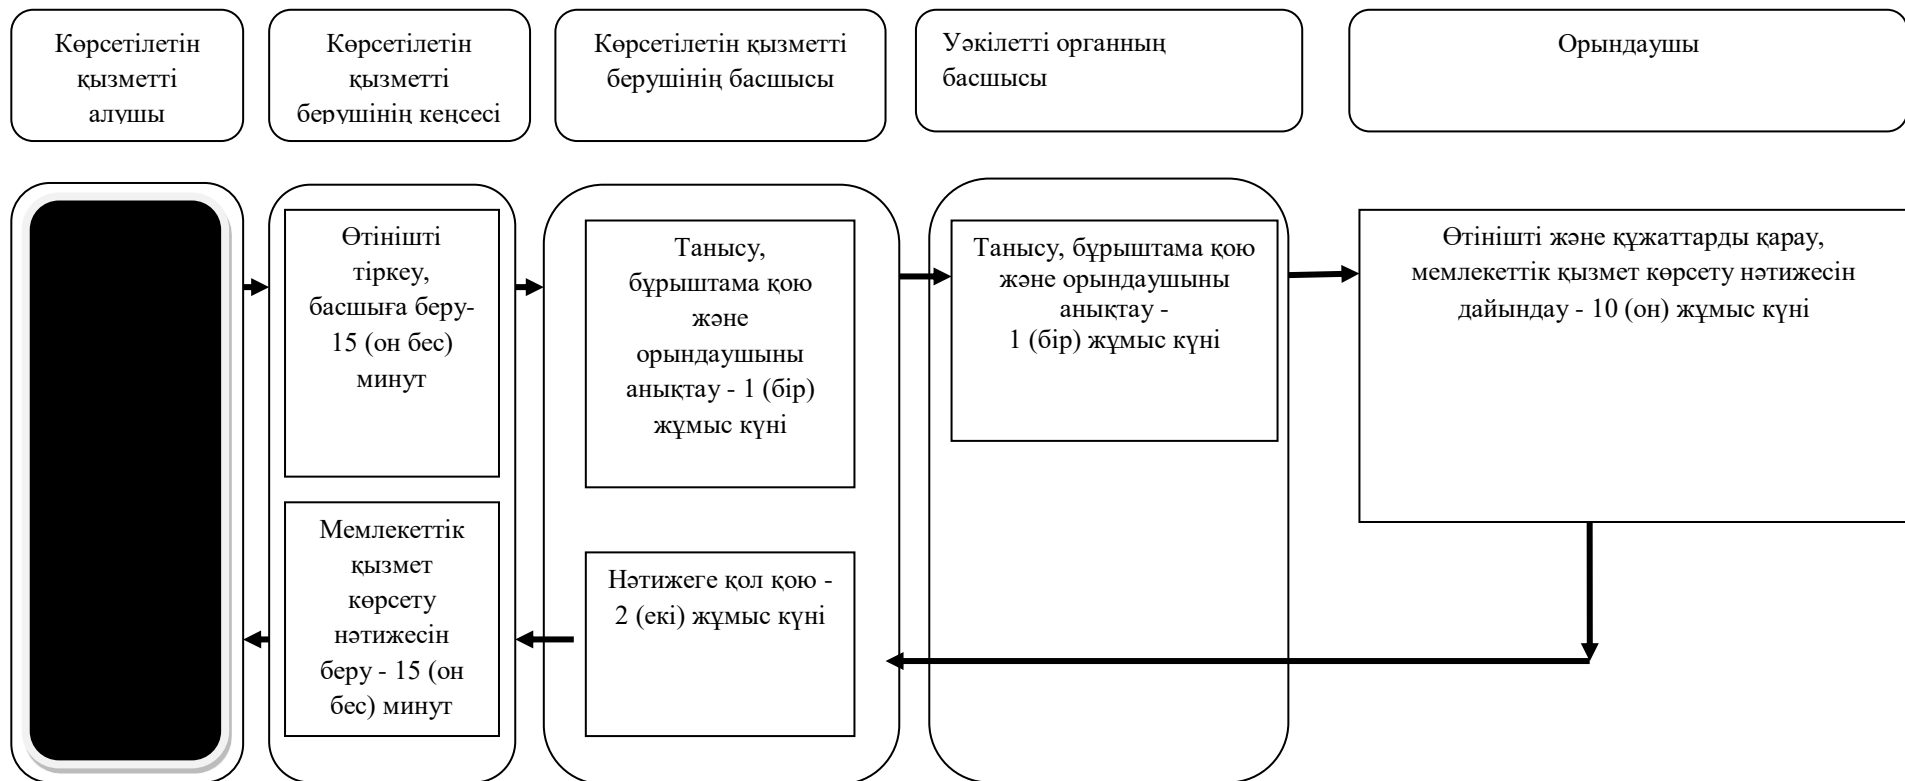 Көрсетілетін
қызметті
алушы
Көрсетілетін
қызметті
берушінің кеңсесі
Көрсетілетін қызметті
берушінің басшысы
Уәкілетті органның
басшысы
Орындаушы
Өтінішті
тіркеу,
басшыға беру-
15 (он бес)
минут
Танысу,
бұрыштама қою
және
орындаушыны
анықтау - 1 (бір)
жұмыс күні
Танысу, бұрыштама қою
және орындаушыны
анықтау -
1 (бір) жұмыс күні
Өтінішті және құжаттарды қарау,
мемлекеттік қызмет көрсету нәтижесін
дайындау - 10 (он) жұмыс күні
Мемлекеттік
қызмет
көрсету
нәтижесін
беру - 15 (он
бес) минут
Нәтижеге қол қою -
2 (екі) жұмыс күні